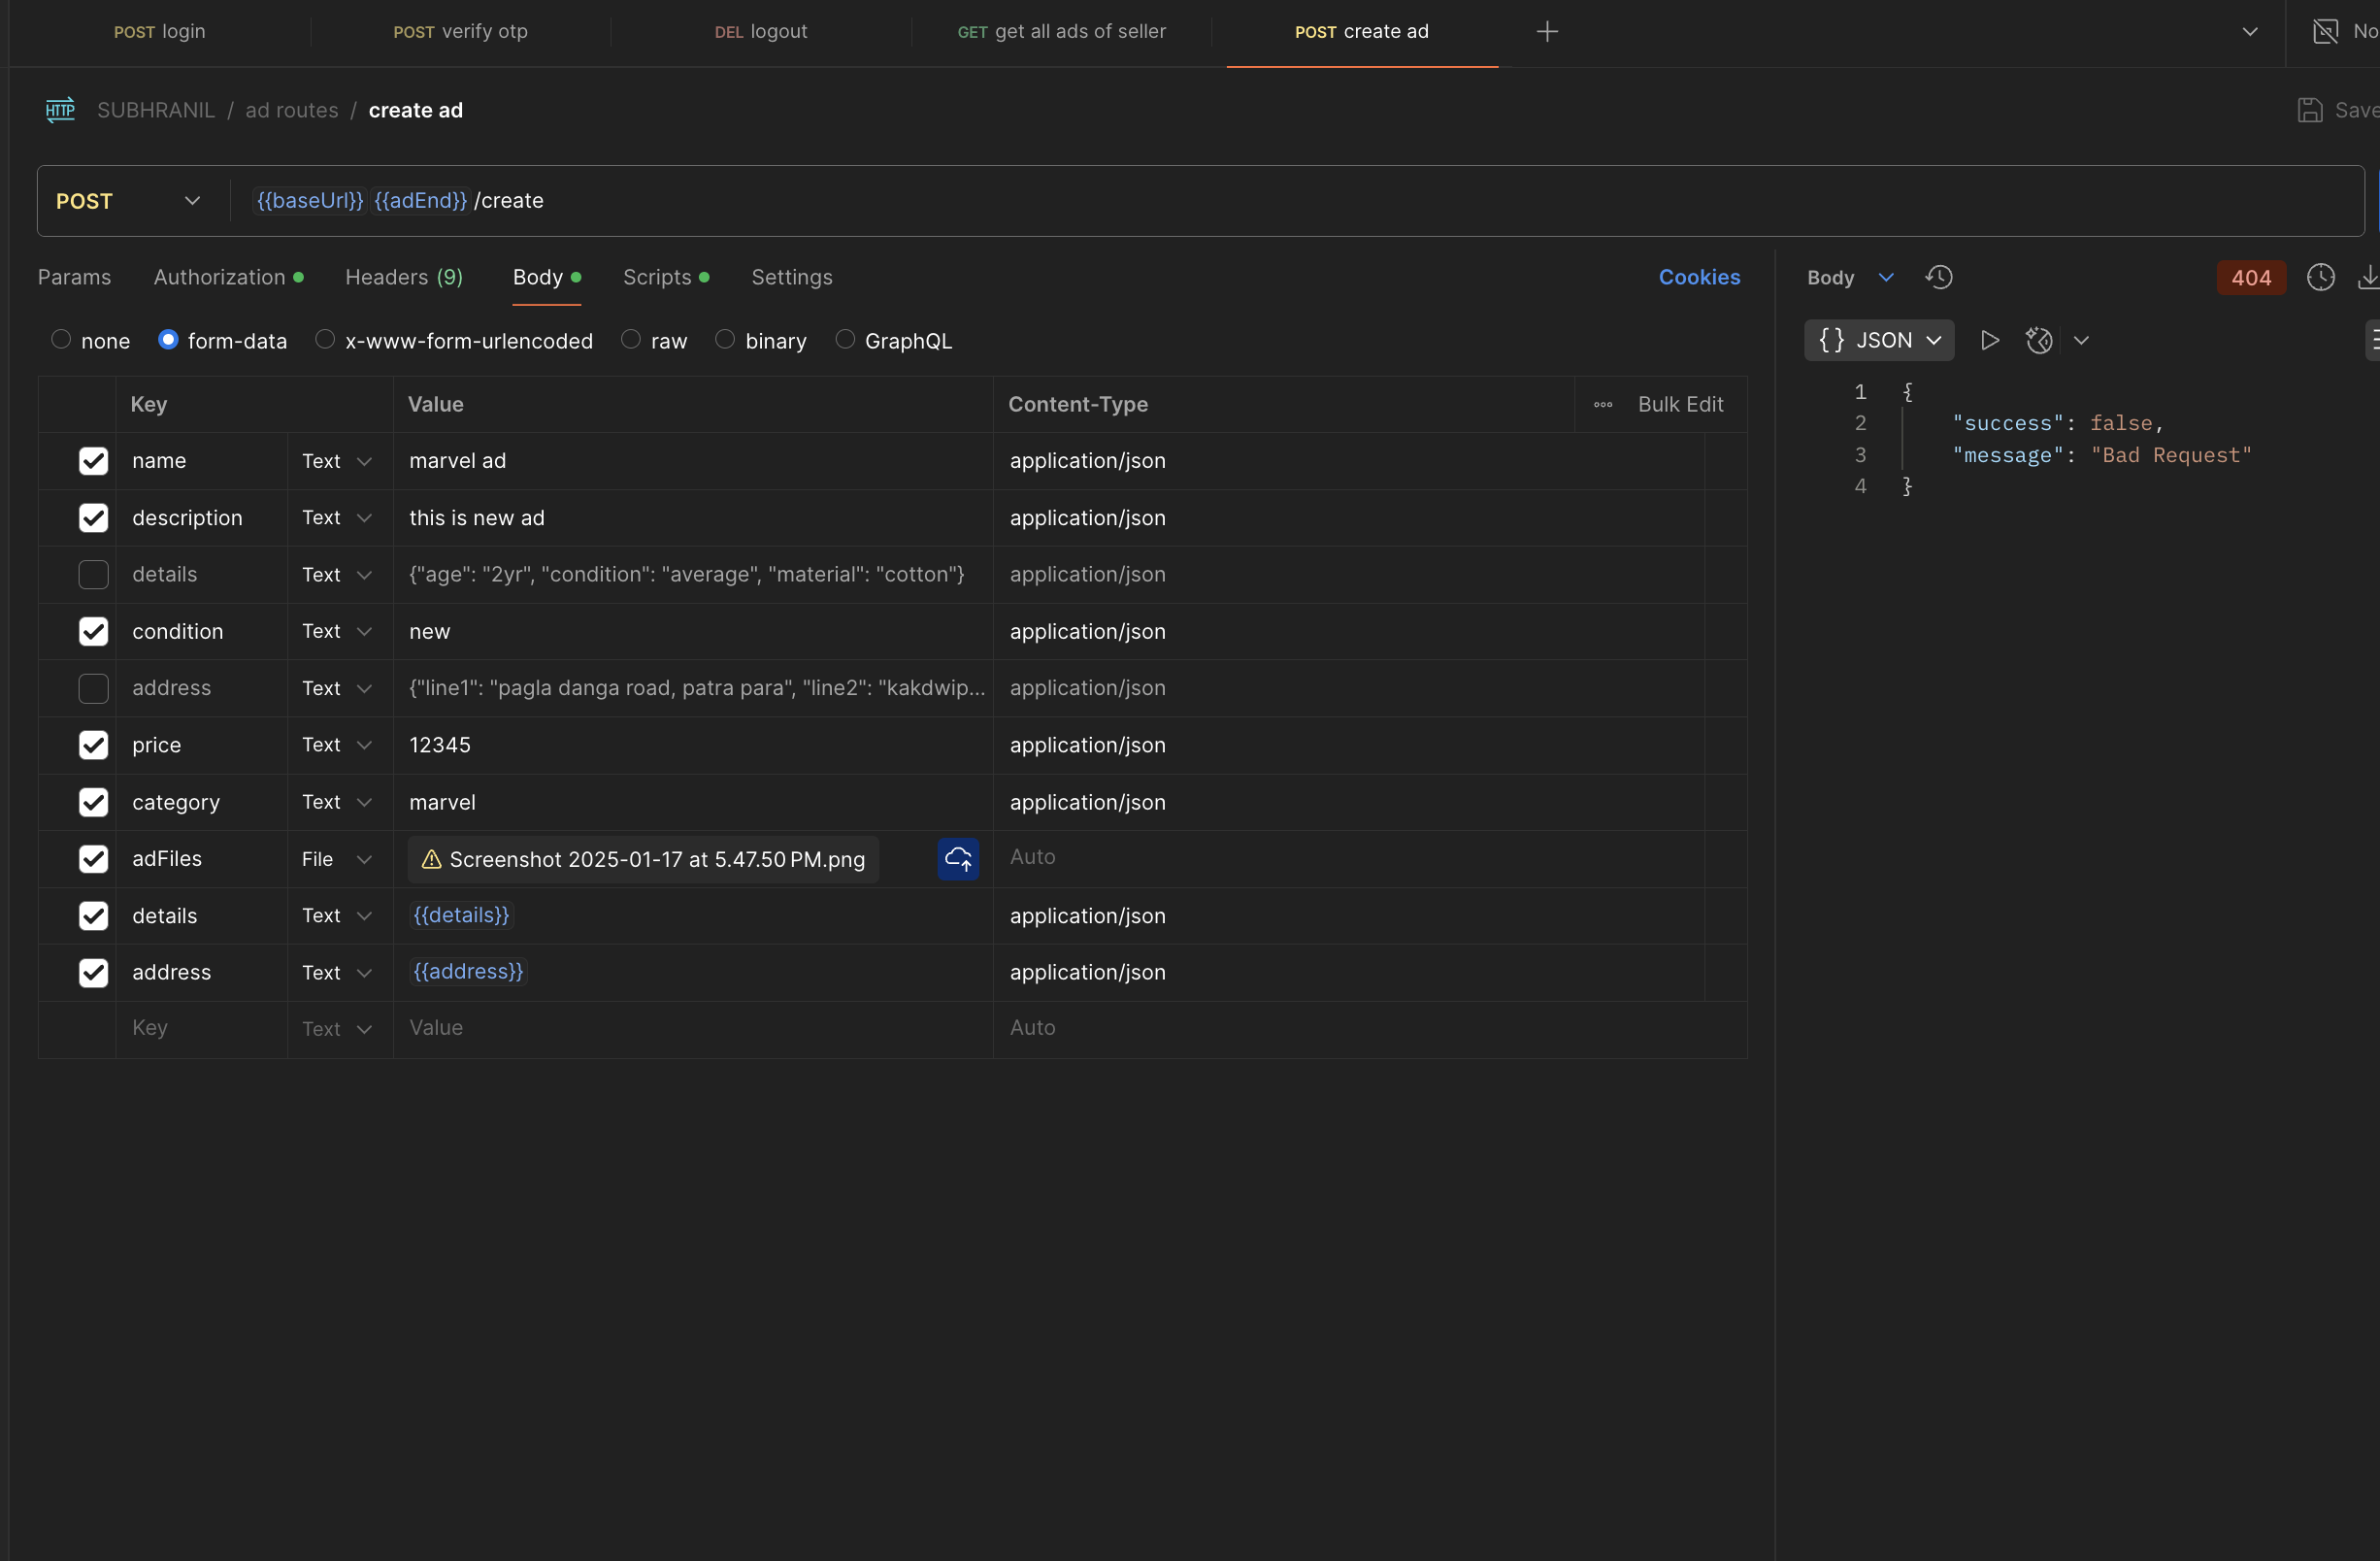 POST login
POST verify otp
DEL logout
GET get all ads of seller
POST create ad
No
HTTP SUBHRANIL / ad routes / create ad
Save
POST {{baseUrl}} {{adEnd}} /create
Params Authorization Headers (9) Body Scripts Settings Cookies
none form-data x-www-form-urlencoded raw binary GraphQL
Key Value Content-Type Bulk Edit
name Text marvel ad application/json
description Text this is new ad application/json
details Text {"age": "2yr", "condition": "average", "material": "cotton"} application/json
condition Text new application/json
address Text {"line1": "pagla danga road, patra para", "line2": "kakdwip... application/json
price Text 12345 application/json
category Text marvel application/json
adFiles File Screenshot 2025-01-17 at 5.47.50 PM.png Auto
details Text {{details}} application/json
address Text {{address}} application/json
Key Text Value Auto
Body 404
{ } JSON
1 {
2 "success": false,
3 "message": "Bad Request"
4 }